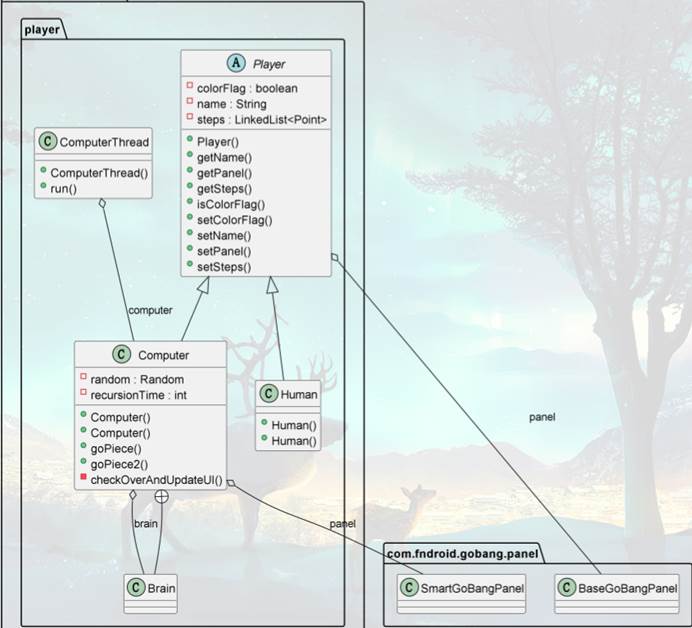 player
A Player
colorFlag : boolean
name : String
steps : LinkedList<Point>
Player()
getName()
getPanel()
getSteps()
isColorFlag()
setColorFlag()
setName()
setPanel()
setSteps()
C ComputerThread
ComputerThread()
run()
computer
C Computer
random : Random
recursionTime : int
Computer()
Computer()
goPiece()
goPiece2()
checkOverAndUpdateUI()
C Human
Human()
Human()
panel
brain
panel
C Brain
com.fndroid.gobang.panel
C SmartGoBangPanel
C BaseGoBangPanel